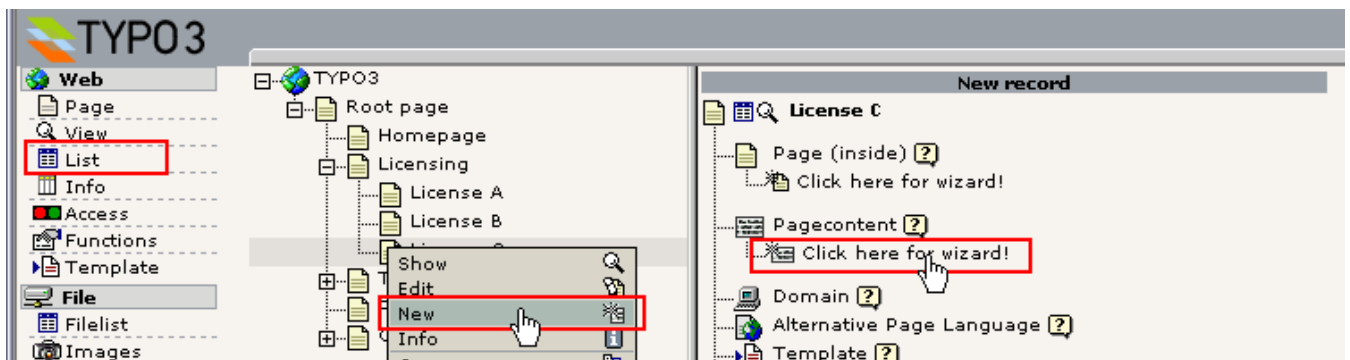 TYPO3
Web
Page
View
List
Info
Access
Functions
Template
File
Filelist
Images
TYPO3
Root page
Homepage
Licensing
License A
License B
Show
Edit
New
Info
New record
License C
Page (inside) ?
Click here for wizard!
Pagecontent ?
Click here for wizard!
Domain ?
Alternative Page Language ?
Template ?